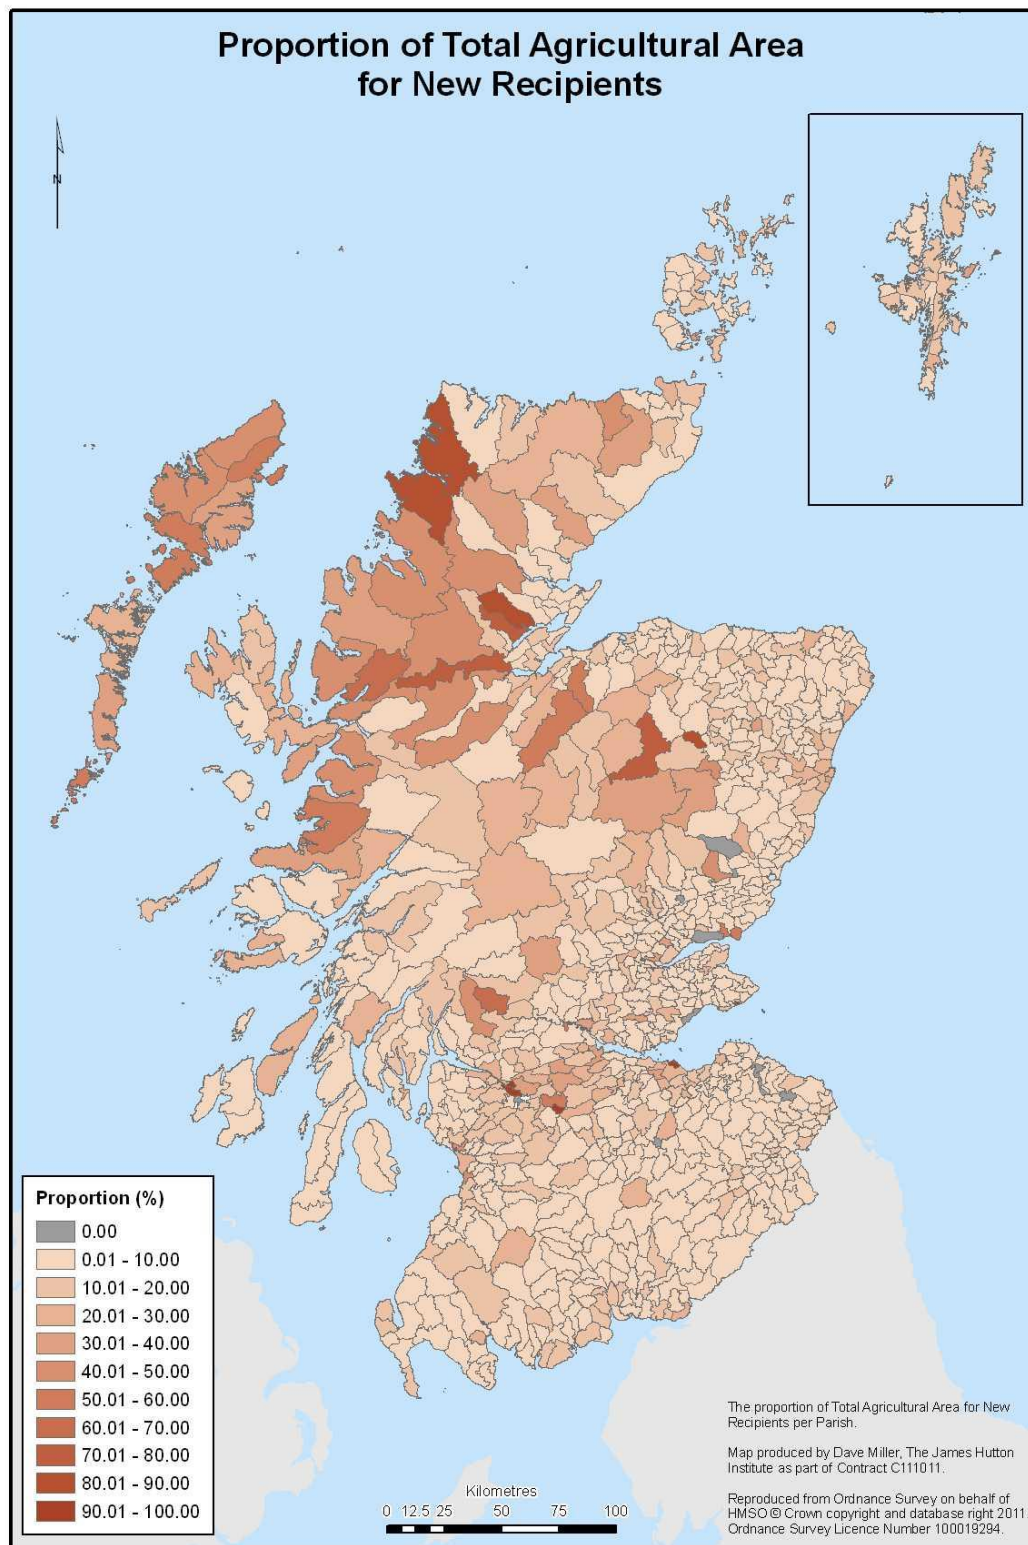 Proportion of Total Agricultural Area
for New Recipients
N
Proportion (%)
0.00
0.01 - 10.00
10.01 - 20.00
20.01 - 30.00
30.01 - 40.00
40.01 - 50.00
50.01 - 60.00
60.01 - 70.00
70.01 - 80.00
80.01 - 90.00
90.01 - 100.00
Kilometres
0 12.5 25 50 75 100
The proportion of Total Agricultural Area for New
Recipients per Parish.
Map produced by Dave Miller, The James Hutton
Institute as part of Contract C111011.
Reproduced from Ordnance Survey on behalf of
HMSO © Crown copyright and database right 2011.
Ordnance Survey Licence Number 100019294.